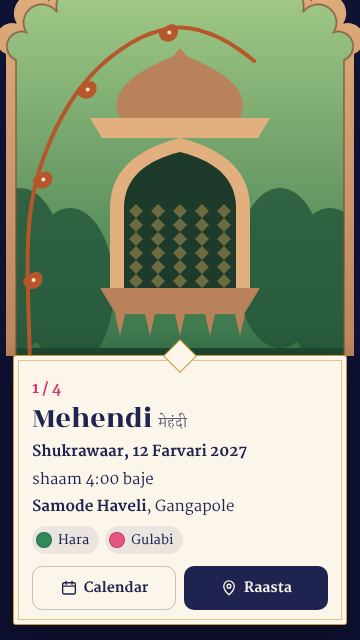 1 / 4
Mehendi मेहंदी
Shukrawaar, 12 Farvari 2027
shaam 4:00 baje
Samode Haveli, Gangapole
Hara Gulabi
Calendar Raasta